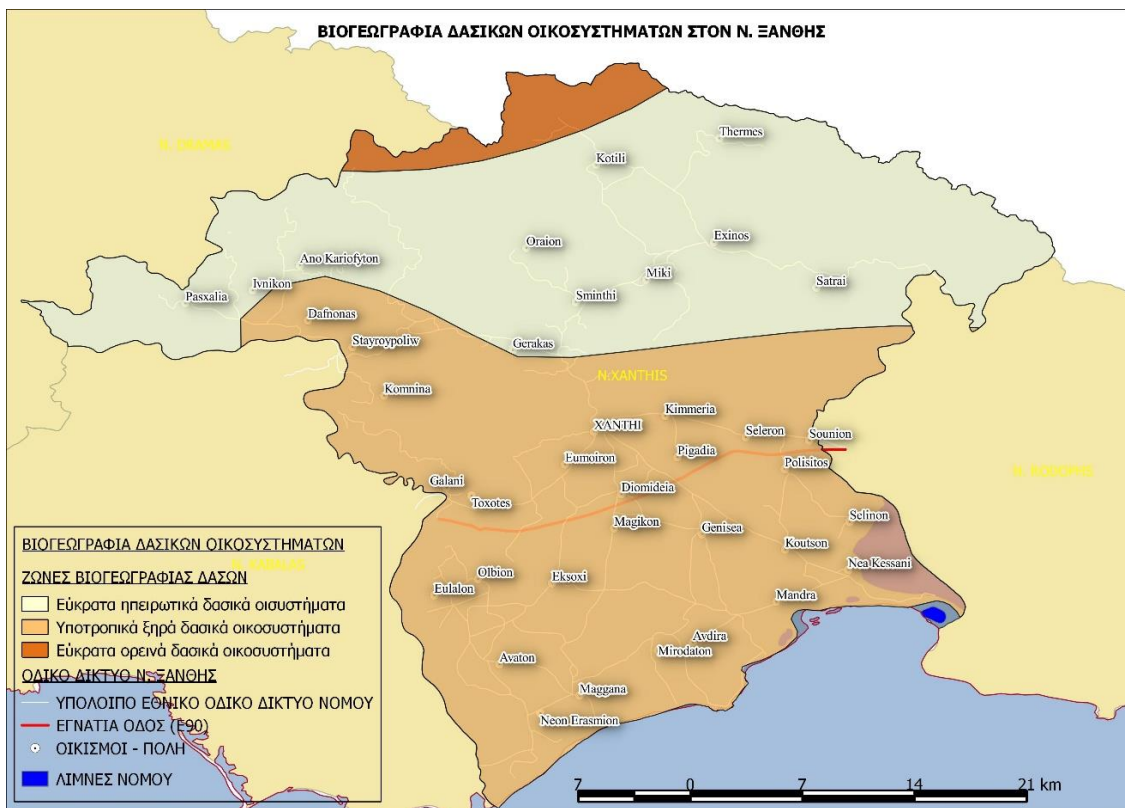 ΒΙΟΓΕΩΓΡΑΦΙΑ ΔΑΣΙΚΩΝ ΟΙΚΟΣΥΣΤΗΜΑΤΩΝ ΣΤΟΝ Ν. ΞΑΝΘΗΣ
Thermes
N. DRAMAS
Kotili
Exinos
Oraion
Ano Kariofyton
Miki
Satrai
Ivnikon
Pasxalia
Sminthi
Dafnonas
Stayroypoliw
Gerakas
N.XANTHIS
Komnina
Kimmeria
XANTHI
Seleron
Sounion
Pigadia
Eumoiron
Polisitos
N. RODOPHS
Galani
Diomideia
Toxotes
Selinon
Magikon
Genisea
Koutson
Nea Kessani
Olbion
Eksoxi
Eulalon
Mandra
Avdira
Mirodaton
Avaton
Maggana
Neon Erasmion
ΒΙΟΓΕΩΓΡΑΦΙΑ ΔΑΣΙΚΩΝ ΟΙΚΟΣΥΣΤΗΜΑΤΩΝ
N. KABALAS
ΖΩΝΕΣ ΒΙΟΓΕΩΓΡΑΦΙΑΣ ΔΑΣΩΝ
Εύκρατα ηπειρωτικά δασικά οισυστήματα
Υποτροπικά ξηρά δασικά οικοσυστήματα
Εύκρατα ορεινά δασικά οικοσυστήματα
ΟΔΙΚΟ ΔΙΚΤΥΟ Ν. ΞΑΝΘΗΣ
ΥΠΟΛΟΙΠΟ ΕΘΝΙΚΟ ΟΔΙΚΟ ΔΙΚΤΥΟ ΝΟΜΟΥ
ΕΓΝΑΤΙΑ ΟΔΟΣ (Ε90)
ΟΙΚΙΣΜΟΙ - ΠΟΛΗ
ΛΙΜΝΕΣ ΝΟΜΟΥ
7 0 7 14 21 km